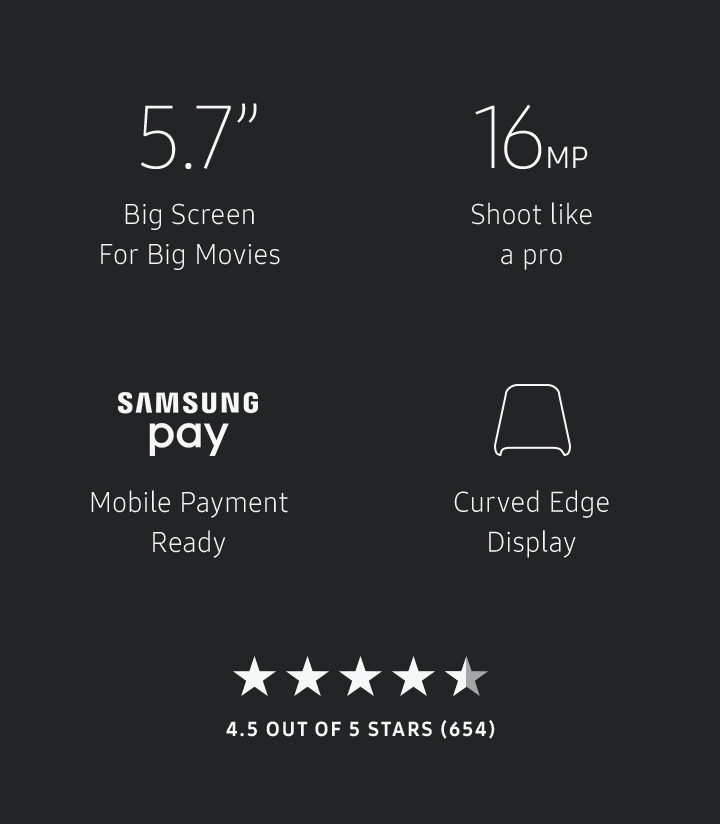 5.7”
Big Screen
For Big Movies
16MP
Shoot like
a pro
SAMSUNG
pay
Mobile Payment
Ready
Curved Edge
Display
4.5 OUT OF 5 STARS (654)